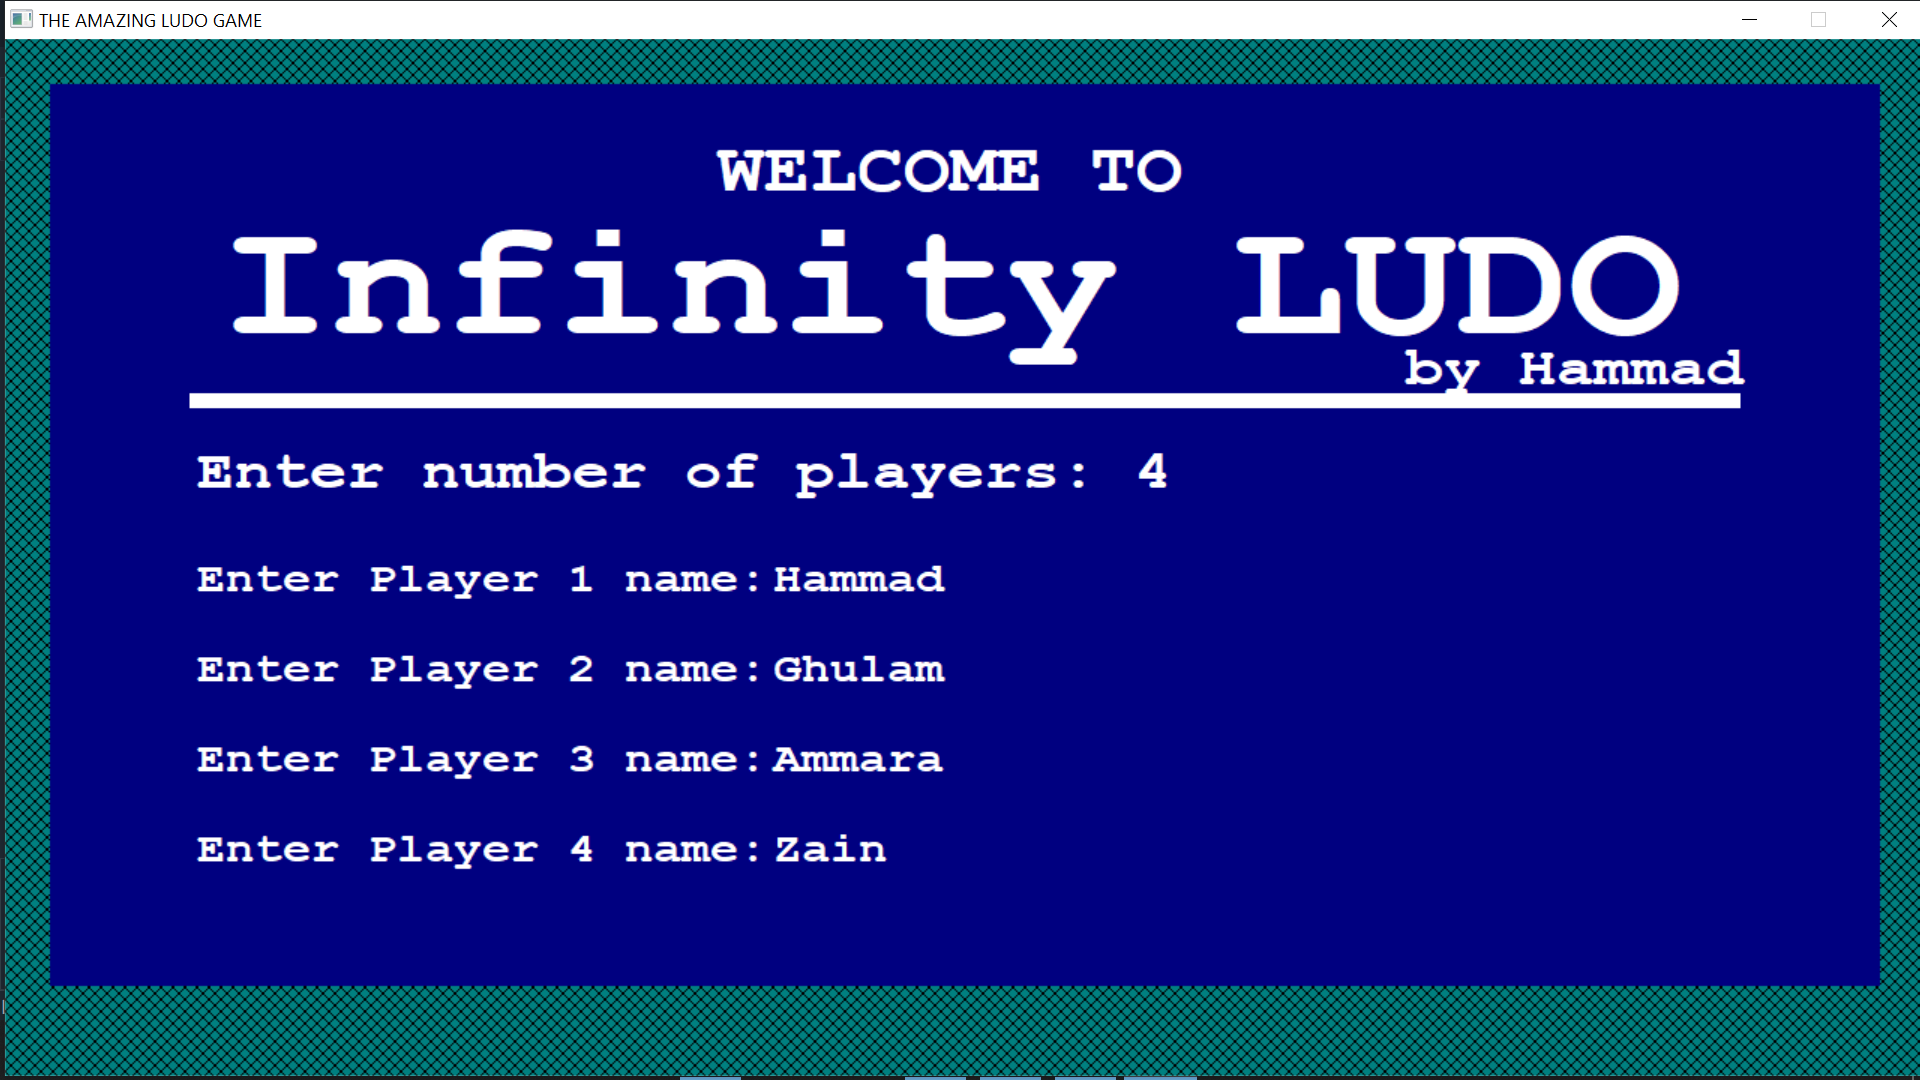 THE AMAZING LUDO GAME
WELCOME TO
Infinity LUDO
by Hammad
Enter number of players: 4
Enter Player 1 name:Hammad
Enter Player 2 name:Ghulam
Enter Player 3 name:Ammara
Enter Player 4 name:Zain